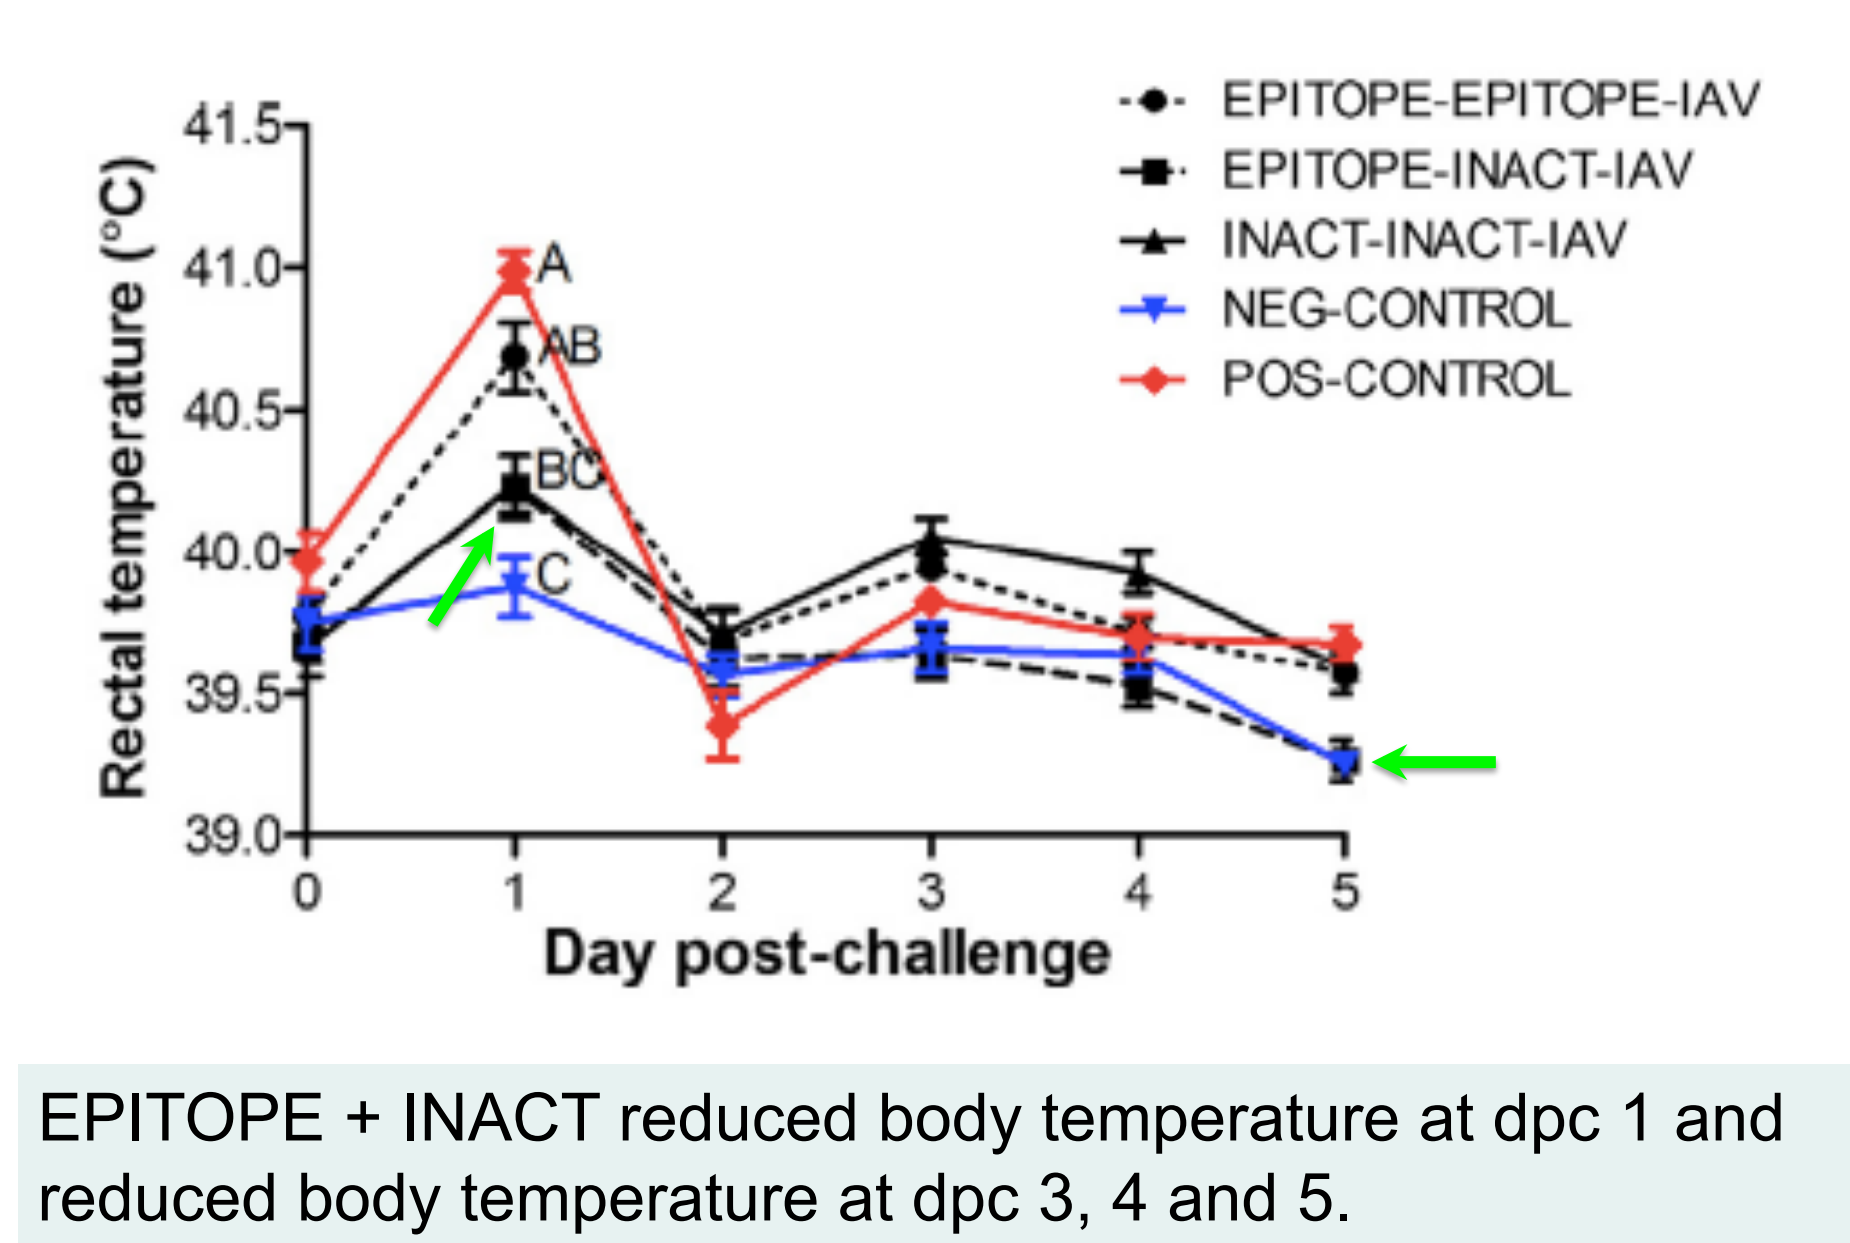 EPITOPE-EPITOPE-IAV
EPITOPE-INACT-IAV
INACT-INACT-IAV
NEG-CONTROL
POS-CONTROL
Rectal temperature (°C)
41.5
41.0
40.5
40.0
39.5
39.0
A
AB
BC
C
0 1 2 3 4 5
Day post-challenge
EPITOPE + INACT reduced body temperature at dpc 1 and
reduced body temperature at dpc 3, 4 and 5.